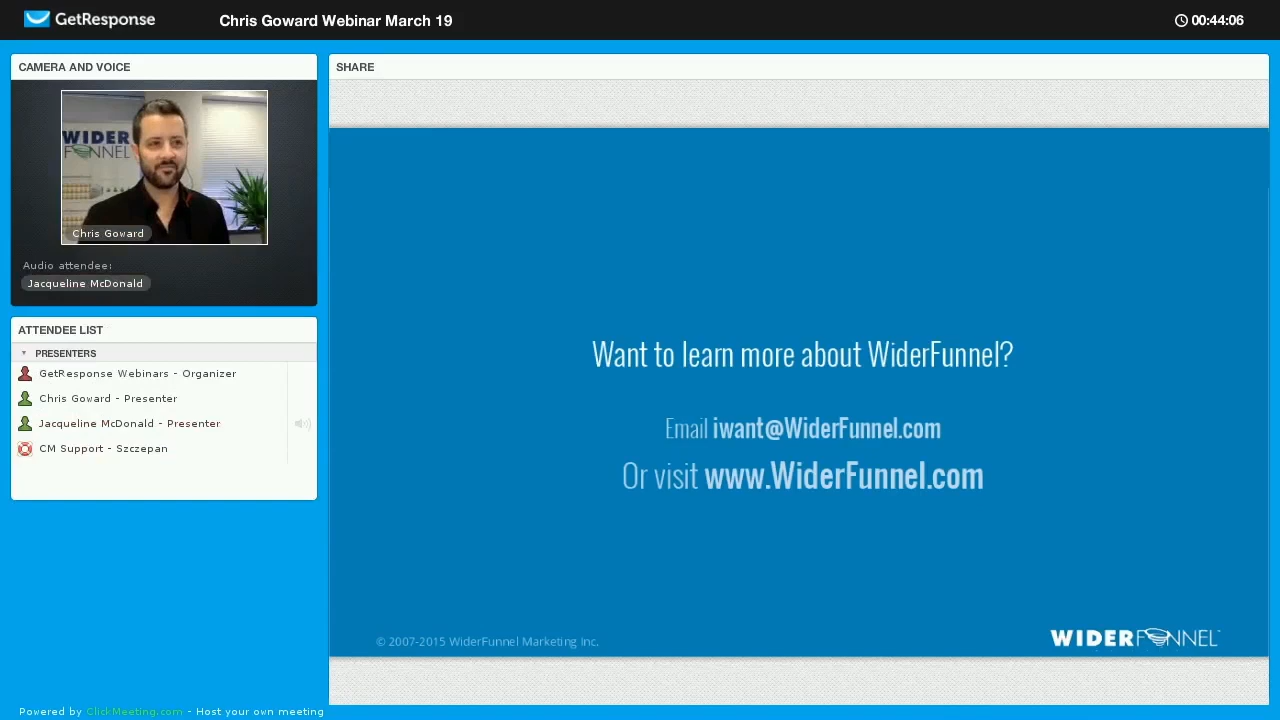 GetResponse
Chris Goward Webinar March 19
00:44:06
CAMERA AND VOICE
WIDER
FUNNEL
Chris Goward
Audio attendee:
Jacqueline McDonald
ATTENDEE LIST
PRESENTERS
GetResponse Webinars - Organizer
Chris Goward - Presenter
Jacqueline McDonald - Presenter
CM Support - Szczepan
SHARE
Want to learn more about WiderFunnel?
Email iwant@WiderFunnel.com
Or visit www.WiderFunnel.com
© 2007-2015 WiderFunnel Marketing Inc.
WIDERFUNNEL
Powered by ClickMeeting.com - Host your own meeting